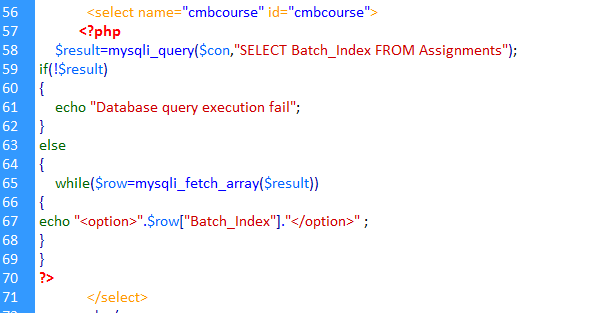 56 <select name="cmbcourse" id="cmbcourse">
57 <?php
58 $result=mysqli_query($con,"SELECT Batch_Index FROM Assignments");
59 if(!$result)
60 {
61 echo "Database query execution fail";
62 }
63 else
64 {
65 while($row=mysqli_fetch_array($result))
66 {
67 echo "<option>".$row["Batch_Index"]."</option>" ;
68 }
69 }
70 ?>
71 </select>